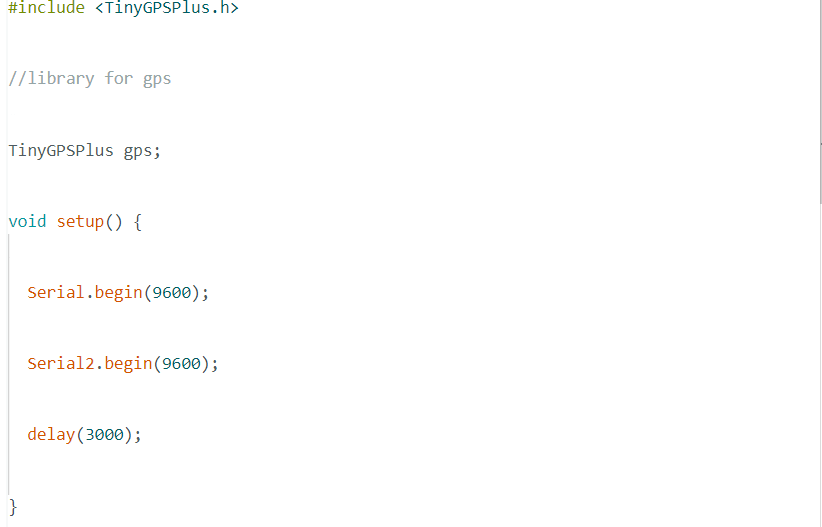 #include <TinyGPSPlus.h>
//library for gps
TinyGPSPlus gps;
void setup() {
Serial.begin(9600);
Serial2.begin(9600);
delay(3000);
}